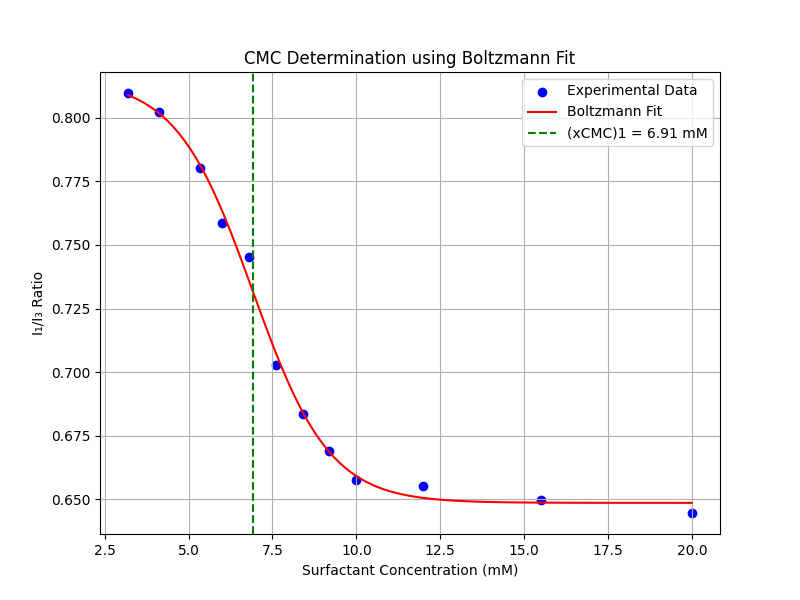 CMC Determination using Boltzmann Fit
Experimental Data
Boltzmann Fit
(xCMC)1 = 6.91 mM
I₁/I₃ Ratio
0.800
0.775
0.750
0.725
0.700
0.675
0.650
2.5 5.0 7.5 10.0 12.5 15.0 17.5 20.0
Surfactant Concentration (mM)